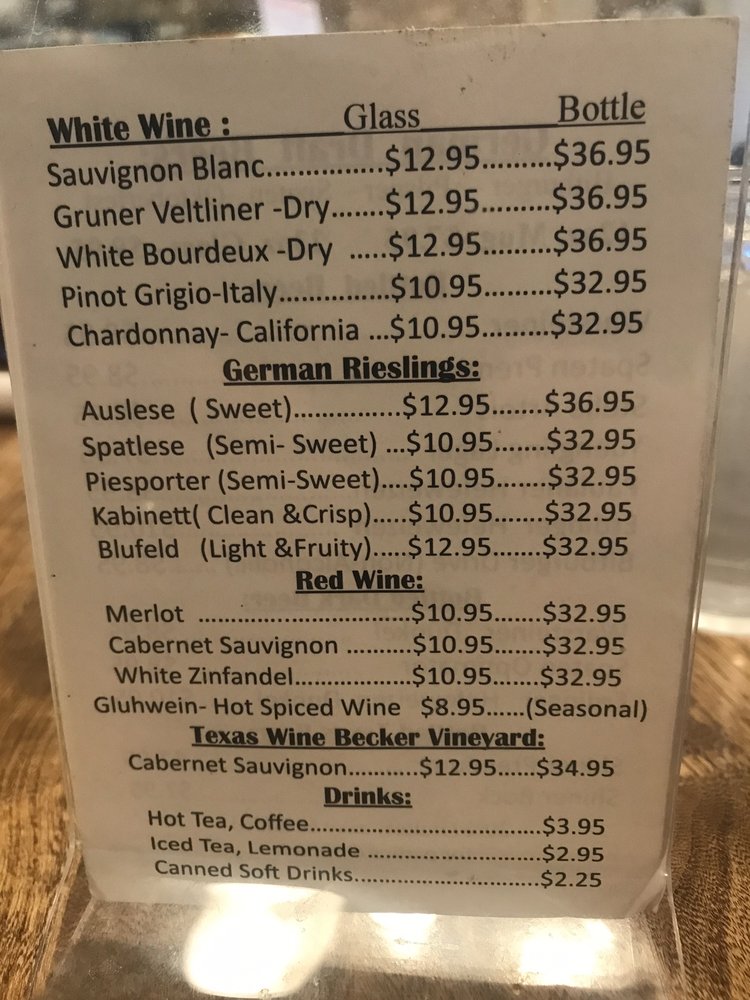 White Wine : Glass Bottle
Sauvignon Blanc...............$12.95.........$36.95
Gruner Veltliner -Dry.......$12.95.........$36.95
White Bourdeux -Dry .....$12.95.........$36.95
Pinot Grigio-Italy..............$10.95.........$32.95
Chardonnay- California ...$10.95.........$32.95
German Rieslings:
Auslese ( Sweet)................$12.95.......$36.95
Spatlese (Semi- Sweet) ...$10.95.......$32.95
Piesporter (Semi-Sweet)....$10.95.......$32.95
Kabinett( Clean &Crisp).....$10.95.......$32.95
Blufeld (Light &Fruity).....$12.95.......$32.95
Red Wine:
Merlot ................................$10.95.......$32.95
Cabernet Sauvignon ..........$10.95.......$32.95
White Zinfandel..................$10.95.......$32.95
Gluhwein- Hot Spiced Wine $8.95......(Seasonal)
Texas Wine Becker Vineyard:
Cabernet Sauvignon...........$12.95......$34.95
Drinks:
Hot Tea, Coffee.....................................$3.95
Iced Tea, Lemonade ............................$2.95
Canned Soft Drinks..............................$2.25